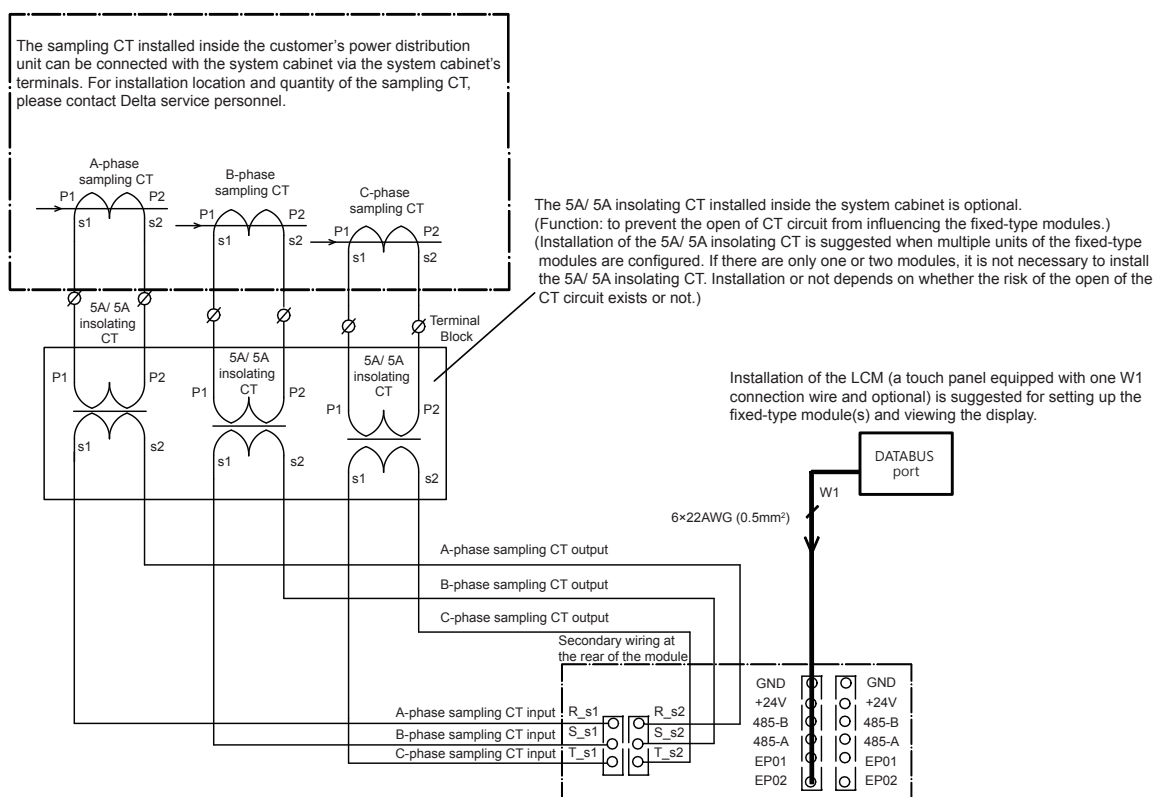 The sampling CT installed inside the customer's power distribution
unit can be connected with the system cabinet via the system cabinet's
terminals. For installation location and quantity of the sampling CT,
please contact Delta service personnel.
A-phase
sampling CT
P1
P2
s1
s2
B-phase
sampling CT
P1
P2
s1
s2
C-phase
sampling CT
P1
P2
s1
s2
The 5A/ 5A insolating CT installed inside the system cabinet is optional.
(Function: to prevent the open of CT circuit from influencing the fixed-type modules.)
(Installation of the 5A/ 5A insolating CT is suggested when multiple units of the fixed-type
modules are configured. If there are only one or two modules, it is not necessary to install
the 5A/ 5A insolating CT. Installation or not depends on whether the risk of the open of the
CT circuit exists or not.)
5A/ 5A
insolating
CT
Terminal
Block
P1
P2
s1
s2
5A/ 5A
insolating
CT
P1
P2
s1
s2
5A/ 5A
insolating
CT
P1
P2
s1
s2
Installation of the LCM (a touch panel equipped with one W1
connection wire and optional) is suggested for setting up the
fixed-type module(s) and viewing the display.
DATABUS
port
W1
6×22AWG (0.5mm²)
A-phase sampling CT output
B-phase sampling CT output
C-phase sampling CT output
Secondary wiring at
the rear of the module
A-phase sampling CT input
B-phase sampling CT input
C-phase sampling CT input
R_s1
S_s1
T_s1
R_s2
S_s2
T_s2
GND
+24V
485-B
485-A
EP01
EP02
GND
+24V
485-B
485-A
EP01
EP02